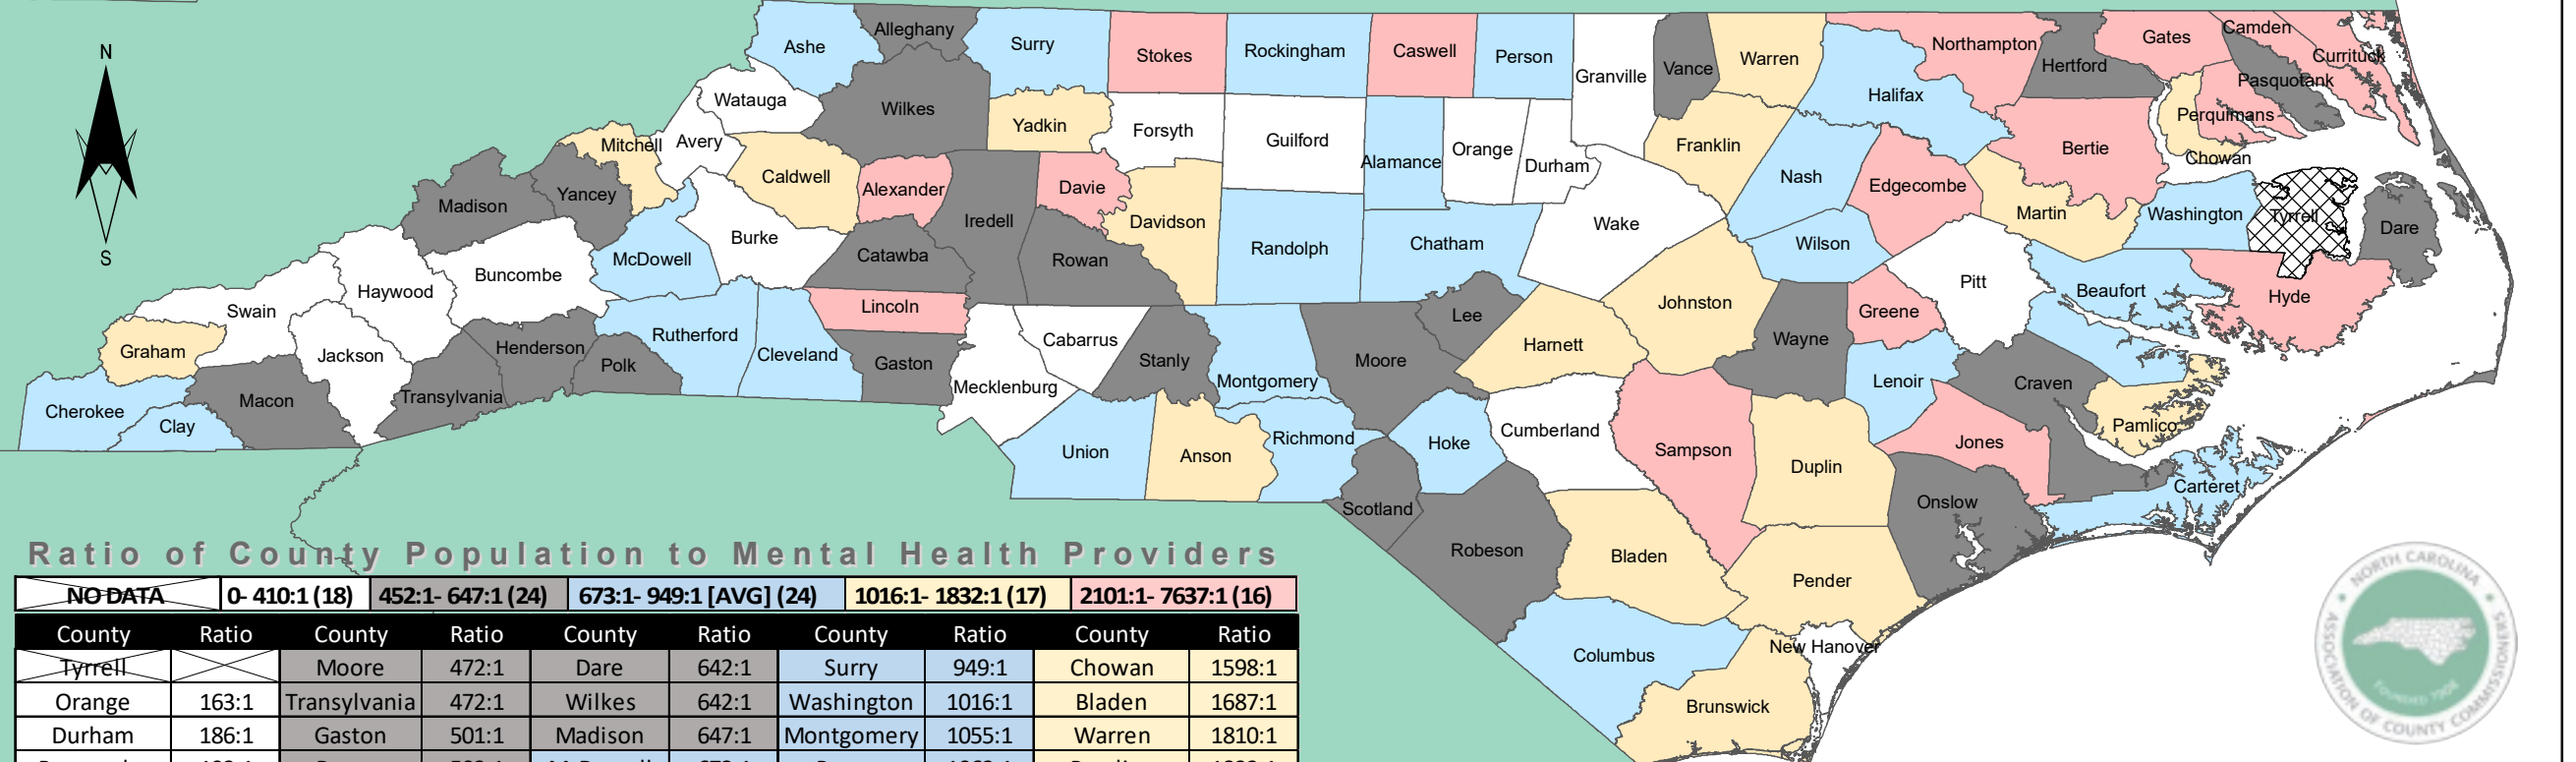 N
S
Ashe
Alleghany
Surry
Stokes
Rockingham
Caswell
Person
Granville
Vance
Warren
Northampton
Hertford
Gates
Camden
Currituck
Pasquotank
Perquimans
Chowan
Halifax
Bertie
Watauga
Wilkes
Yadkin
Forsyth
Guilford
Alamance
Orange
Durham
Franklin
Nash
Edgecombe
Martin
Washington
Tyrrell
Dare
Mitchell
Avery
Caldwell
Alexander
Davie
Iredell
Davidson
Randolph
Chatham
Wake
Wilson
Madison
Yancey
McDowell
Burke
Catawba
Rowan
Buncombe
Haywood
Swain
Lincoln
Cabarrus
Lee
Johnston
Wayne
Greene
Pitt
Beaufort
Hyde
Graham
Jackson
Henderson
Polk
Rutherford
Cleveland
Gaston
Stanly
Mecklenburg
Montgomery
Moore
Harnett
Lenoir
Craven
Pamlico
Cherokee
Clay
Macon
Transylvania
Union
Anson
Richmond
Hoke
Cumberland
Sampson
Duplin
Jones
Carteret
Scotland
Robeson
Bladen
Onslow
Pender
Columbus
New Hanover
Brunswick
Ratio of County Population to Mental Health Providers
NO DATA 0- 410:1 (18) 452:1- 647:1 (24) 673:1- 949:1 [AVG] (24) 1016:1- 1832:1 (17) 2101:1- 7637:1 (16)
County Ratio County Ratio County Ratio County Ratio County Ratio
Tyrrell Moore 472:1 Dare 642:1 Surry 949:1 Chowan 1598:1
Orange 163:1 Transylvania 472:1 Wilkes 642:1 Washington 1016:1 Bladen 1687:1
Durham 186:1 Gaston 501:1 Madison 647:1 Montgomery 1055:1 Warren 1810:1
NORTH CAROLINA
ASSOCIATION OF COUNTY COMMISSIONERS